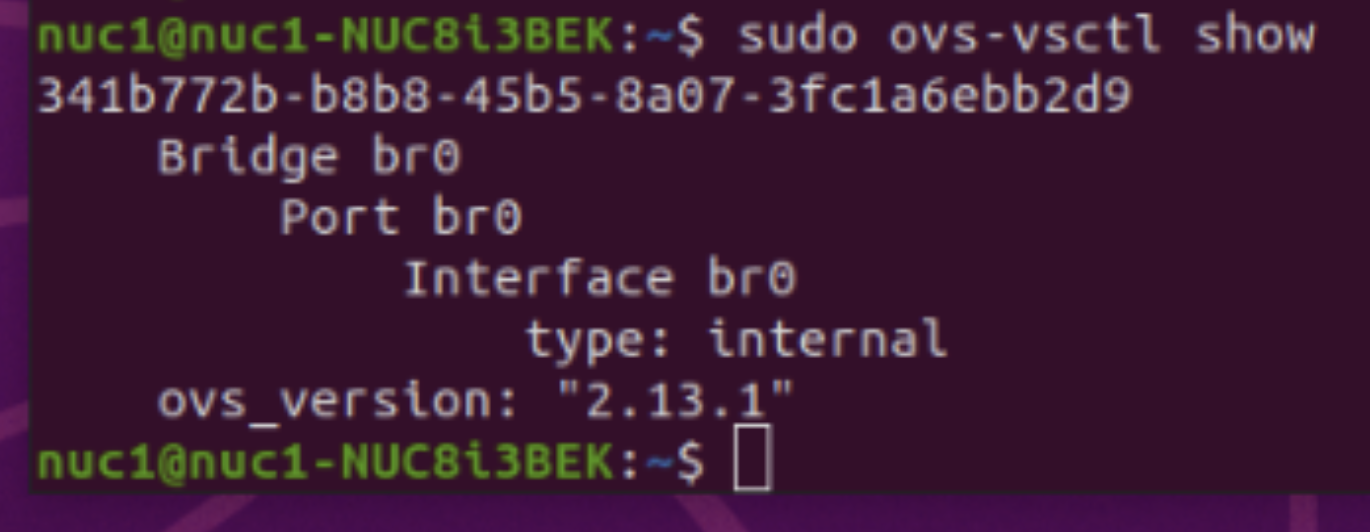 nuc1@nuc1-NUC8i3BEK:~$ sudo ovs-vsctl show
341b772b-b8b8-45b5-8a07-3fc1a6ebb2d9
    Bridge br0
        Port br0
            Interface br0
                type: internal
    ovs_version: "2.13.1"
nuc1@nuc1-NUC8i3BEK:~$